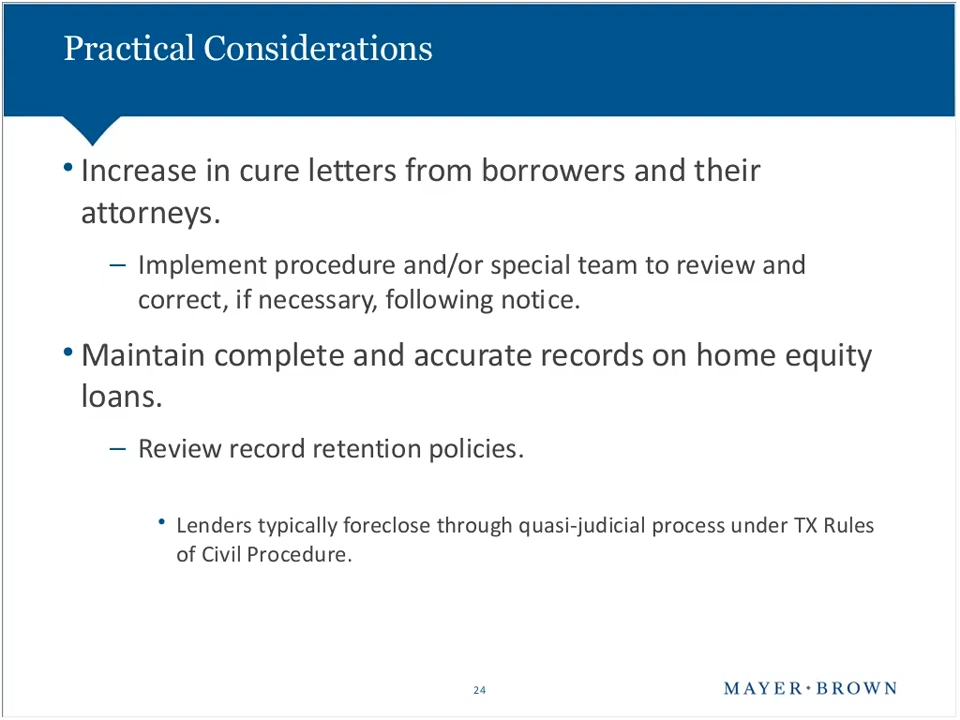 Practical Considerations
• Increase in cure letters from borrowers and their
attorneys.
– Implement procedure and/or special team to review and
correct, if necessary, following notice.
• Maintain complete and accurate records on home equity
loans.
– Review record retention policies.
• Lenders typically foreclose through quasi-judicial process under TX Rules
of Civil Procedure.
24
MAYER • BROWN